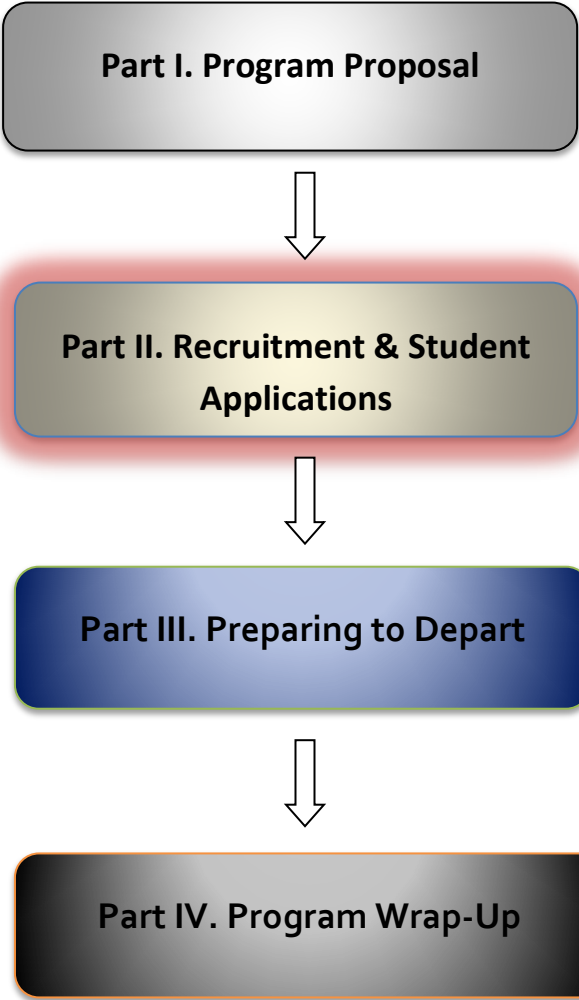 Part I. Program Proposal
Part II. Recruitment & Student
Applications
Part III. Preparing to Depart
Part IV. Program Wrap-Up